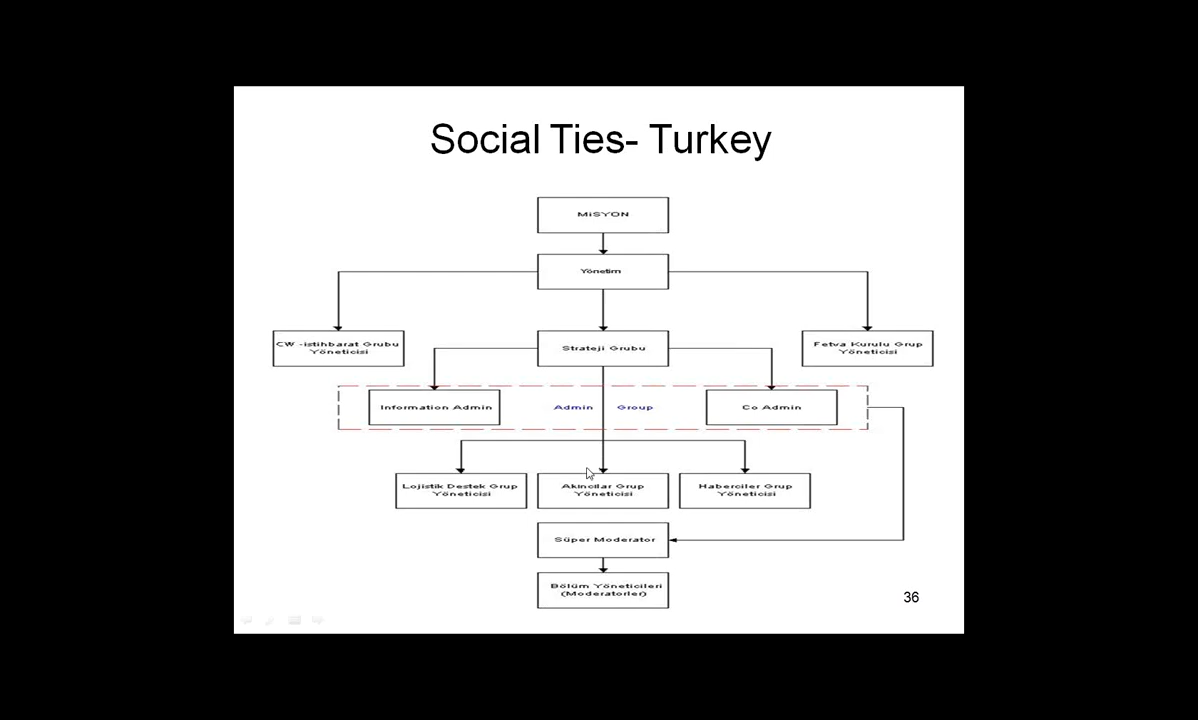 Social Ties- Turkey
MiSYON
Yönetim
CW -istihbarat Grubu
Yöneticisi
Strateji Grubu
Fetva Kurulu Grup
Yöneticisi
Information Admin
Admin Group
Co Admin
Lojistik Destek Grup
Yöneticisi
Akincilar Grup
Yöneticisi
Haberciler Grup
Yöneticisi
Süper Moderator
Bölüm Yöneticileri
(Moderatorler)
36